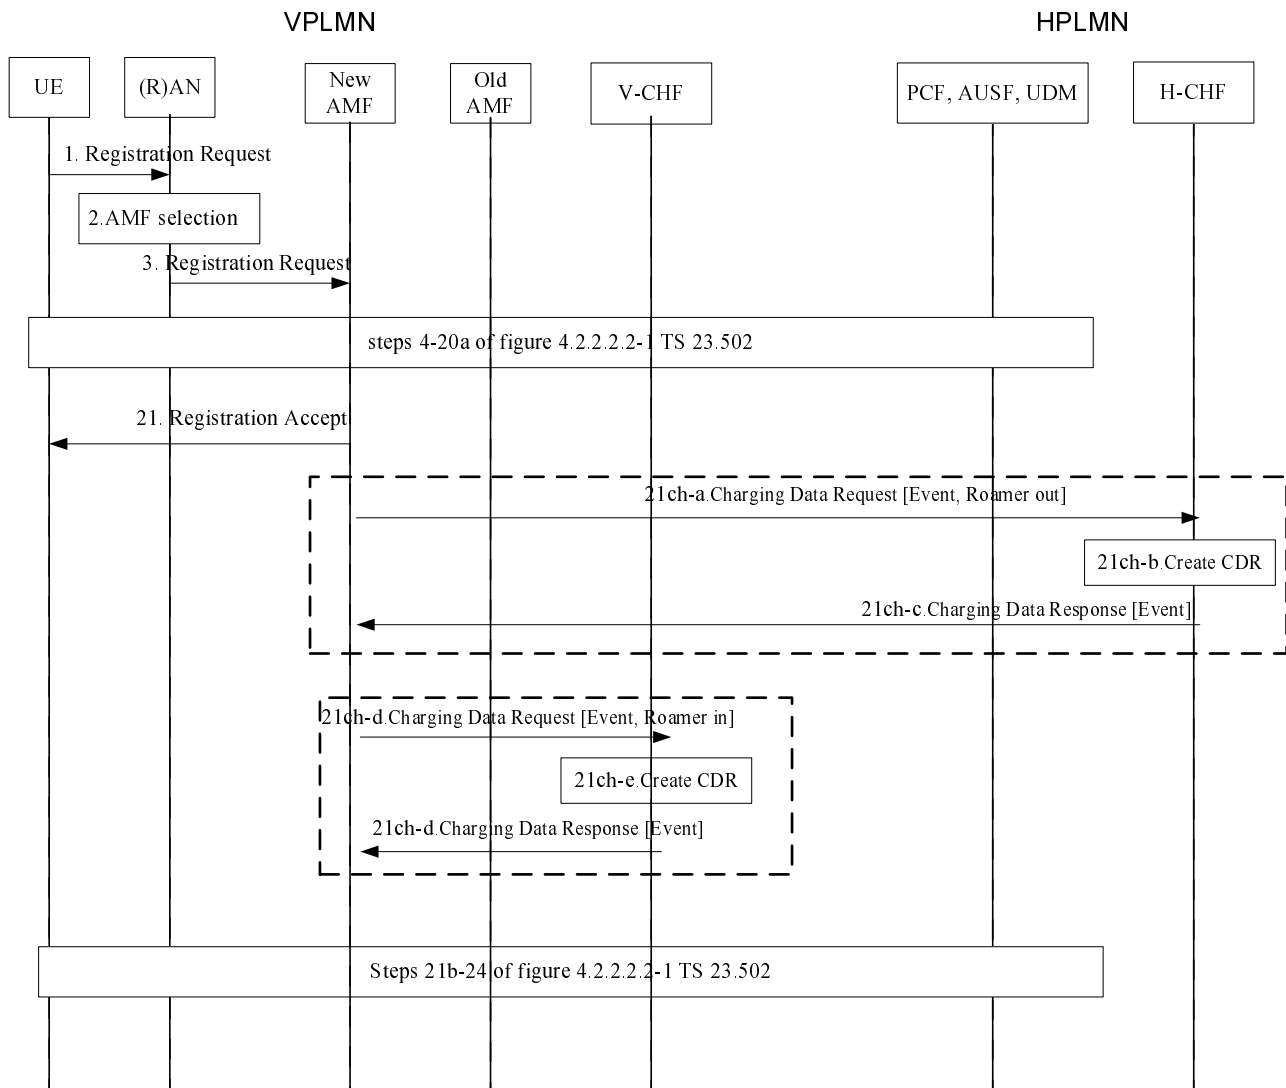 VPLMN
HPLMN
UE
(R)AN
New
AMF
Old
AMF
V-CHF
PCF, AUSF, UDM
H-CHF
1. Registration Request
2.AMF selection
3. Registration Request
steps 4-20a of figure 4.2.2.2.2-1 TS 23.502
21. Registration Accept
21ch-a.Charging Data Request [Event, Roamer out]
21ch-b.Create CDR
21ch-c.Charging Data Response [Event]
21ch-d.Charging Data Request [Event, Roamer in]
21ch-e.Create CDR
21ch-d.Charging Data Response [Event]
Steps 21b-24 of figure 4.2.2.2.2-1 TS 23.502